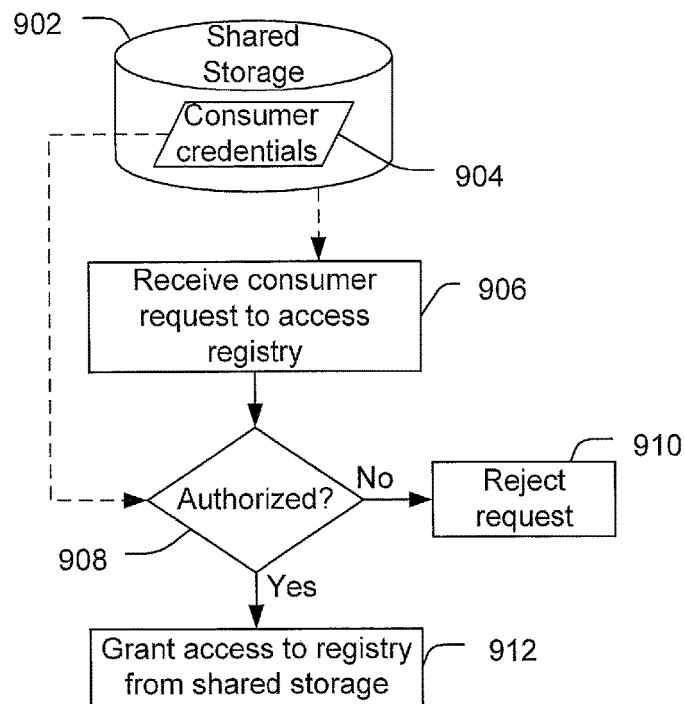 902
Shared
Storage
Consumer
credentials
904
Receive consumer
request to access
registry
906
Authorized?
No
910
Reject
request
908
Yes
Grant access to registry
from shared storage
912